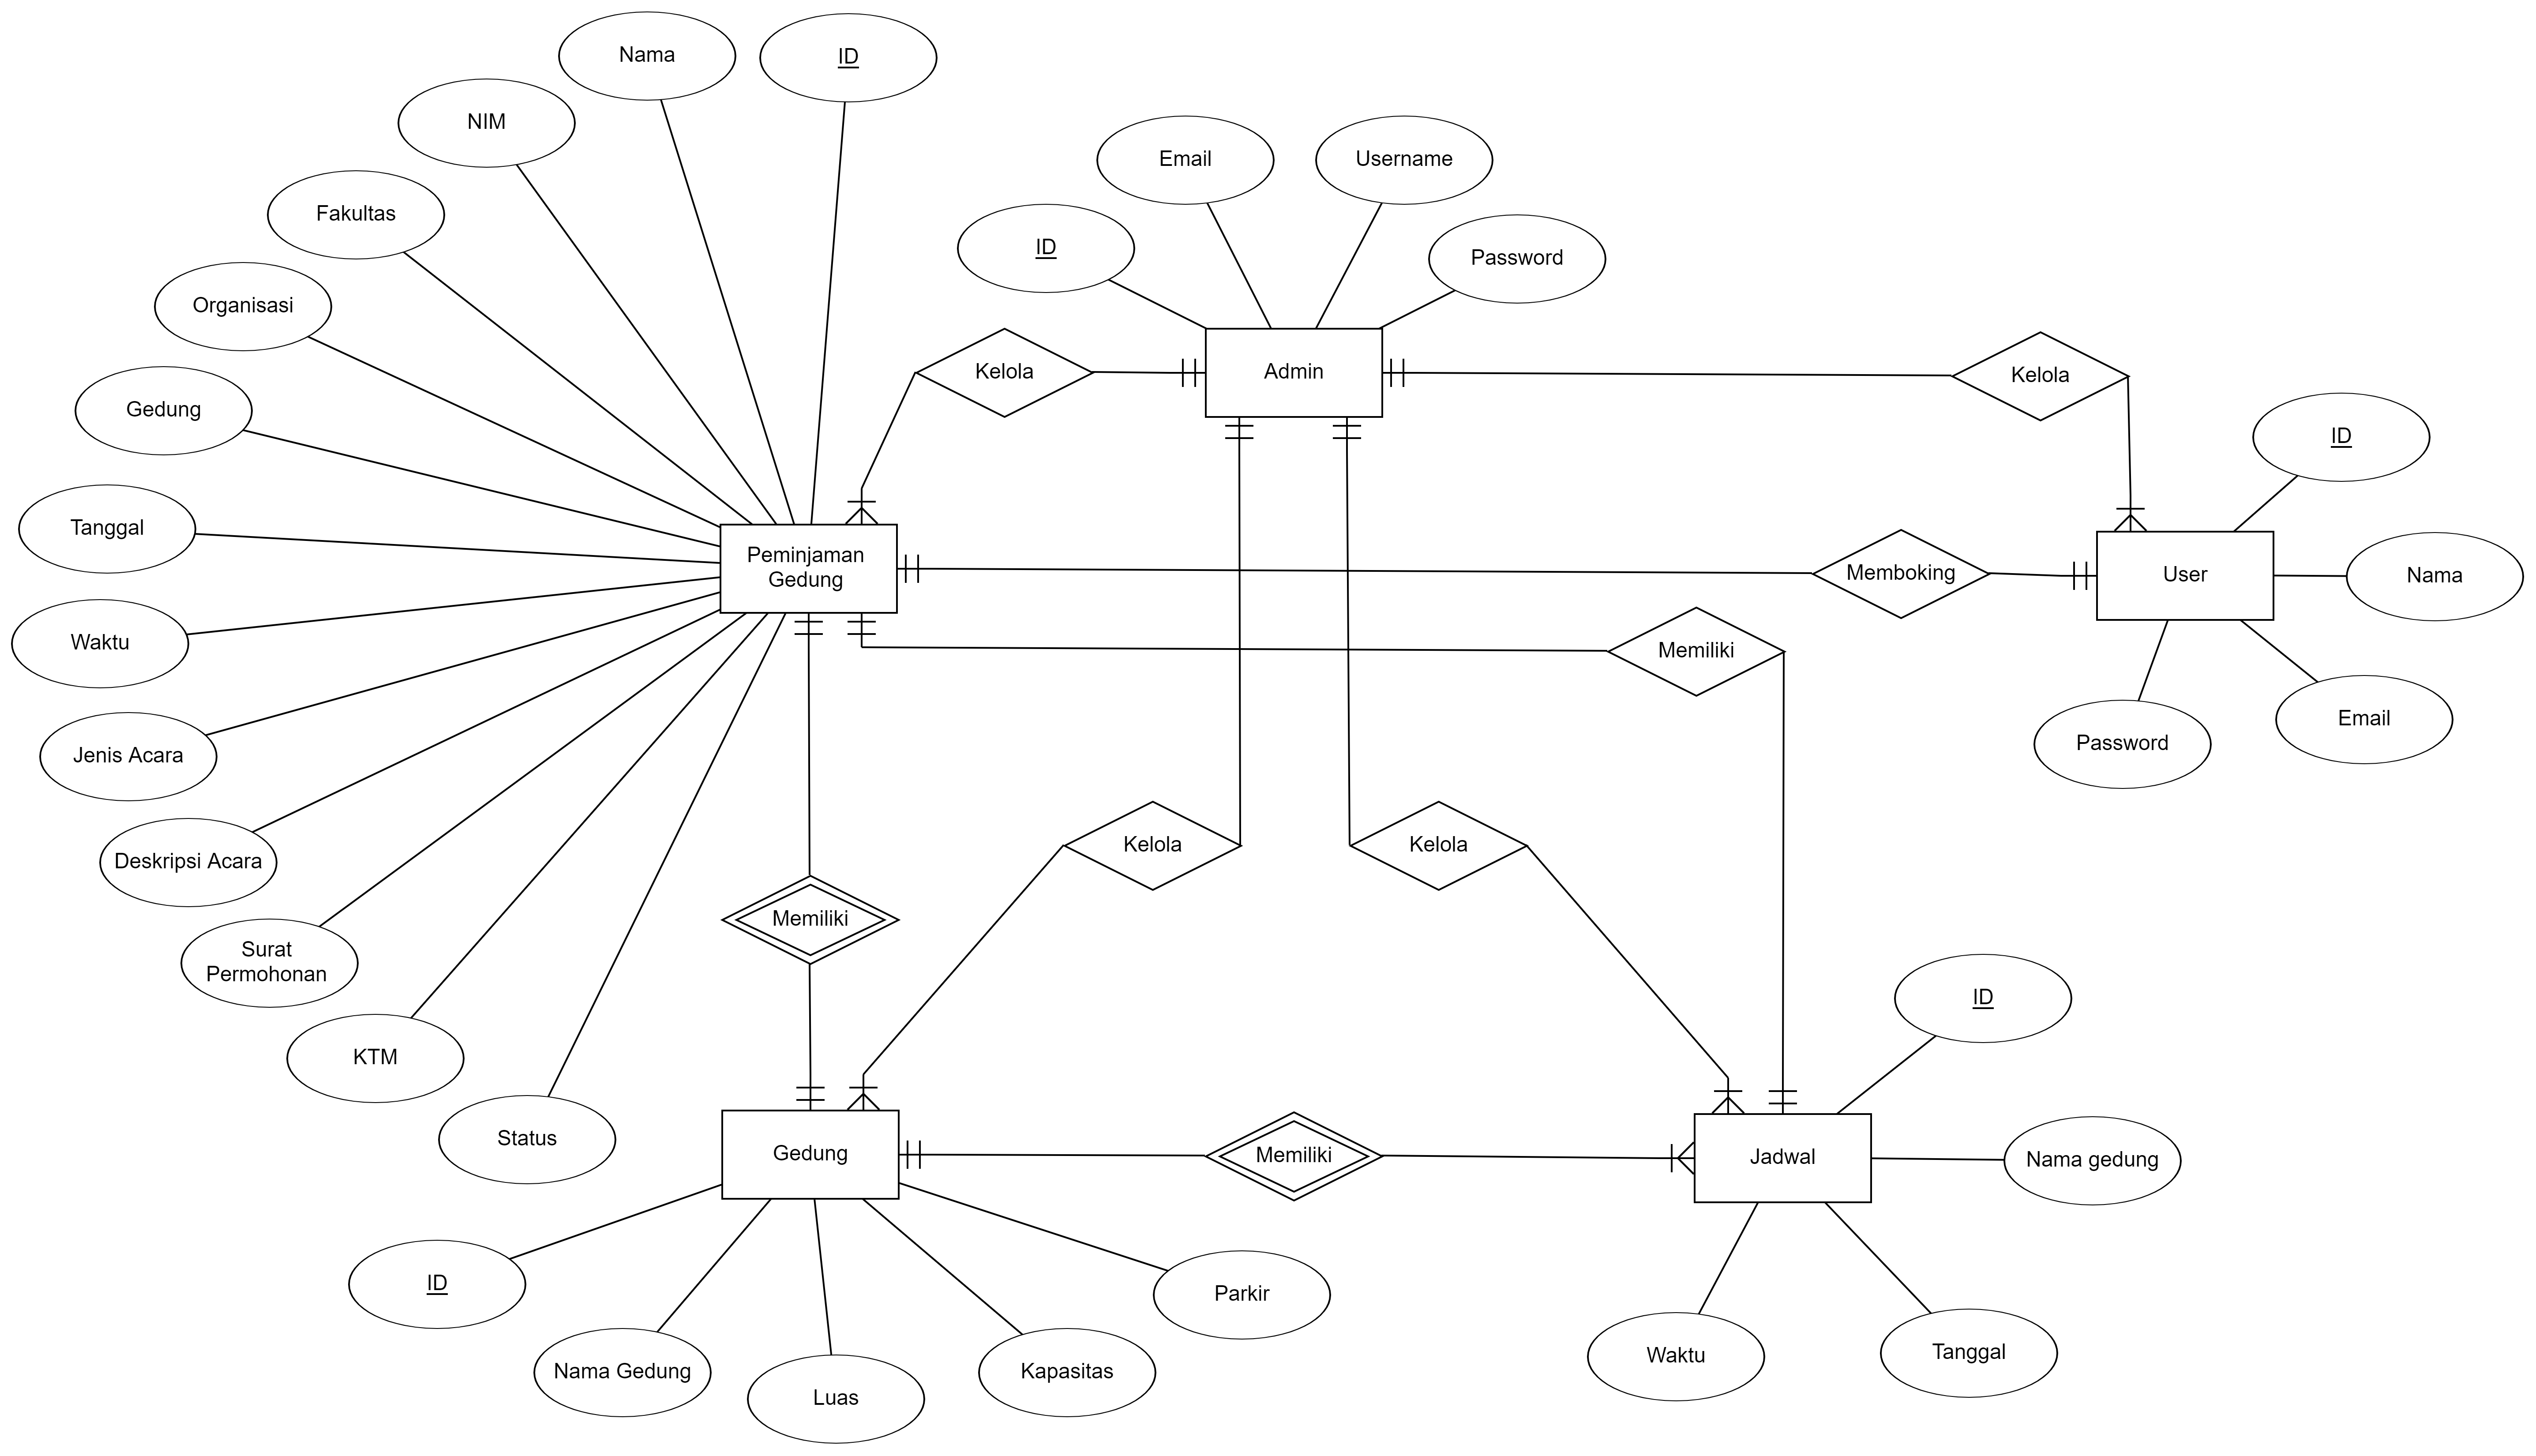 Nama
ID
NIM
Email
Username
Fakultas
ID
Password
Organisasi
Kelola
Admin
Kelola
Gedung
ID
Tanggal
Peminjaman
Gedung
Memboking
User
Nama
Waktu
Memiliki
Jenis Acara
Password
Email
Deskripsi Acara
Kelola
Kelola
Memiliki
Surat
Permohonan
ID
KTM
Status
Gedung
Memiliki
Jadwal
Nama gedung
ID
Parkir
Nama Gedung
Luas
Kapasitas
Waktu
Tanggal